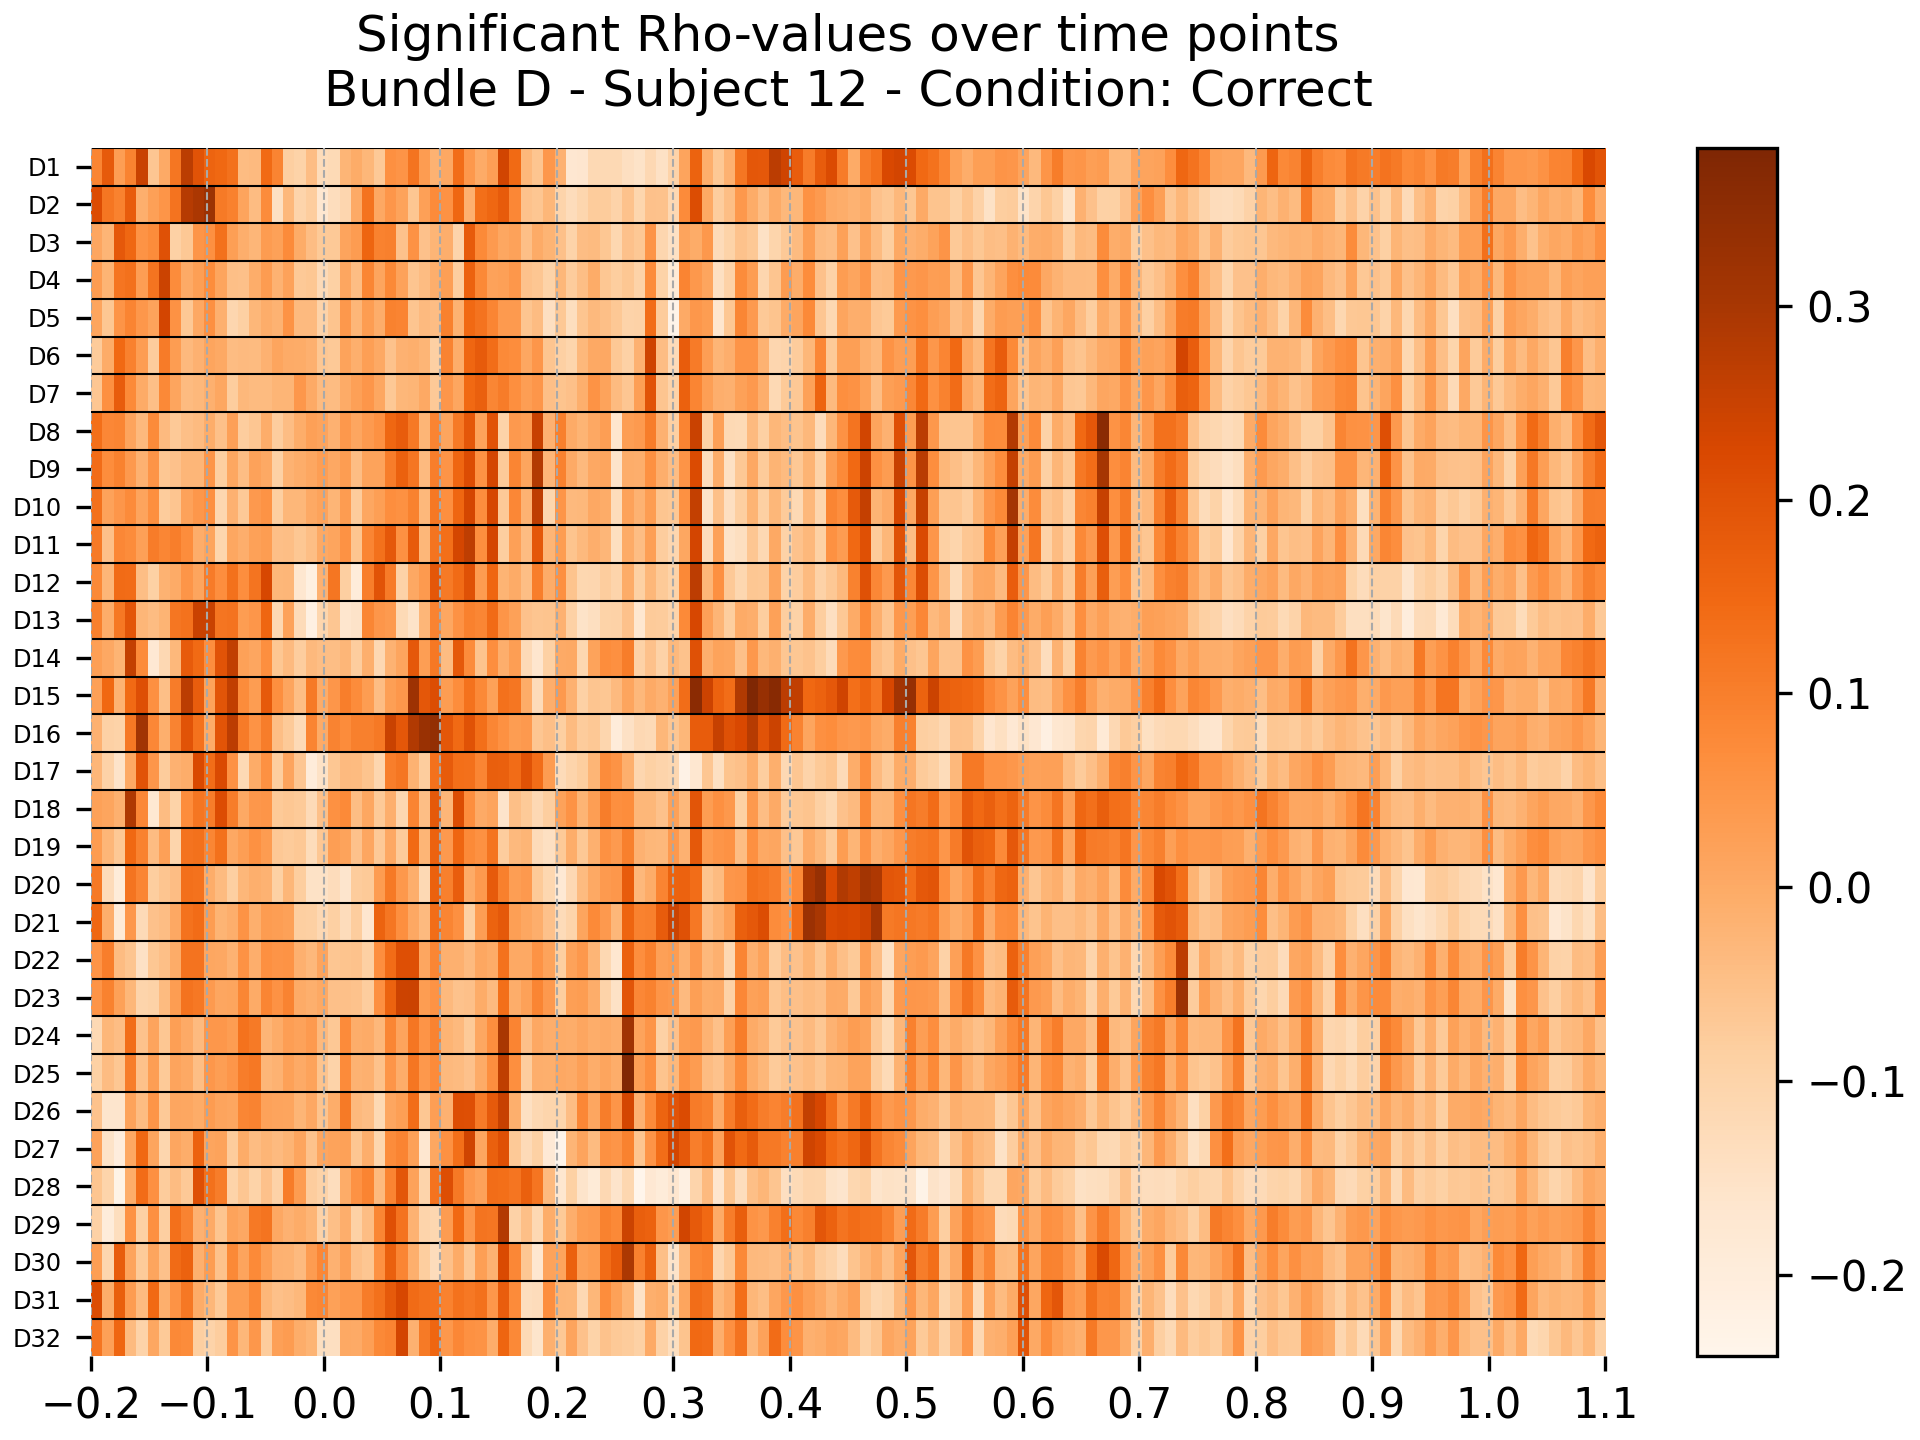 Significant Rho-values over time points
Bundle D - Subject 12 - Condition: Correct
D1
D2
D3
D4
D5
D6
D7
D8
D9
D10
D11
D12
D13
D14
D15
D16
D17
D18
D19
D20
D21
D22
D23
D24
D25
D26
D27
D28
D29
D30
D31
D32
−0.2 −0.1 0.0 0.1 0.2 0.3 0.4 0.5 0.6 0.7 0.8 0.9 1.0 1.1
0.3
0.2
0.1
0.0
−0.1
−0.2